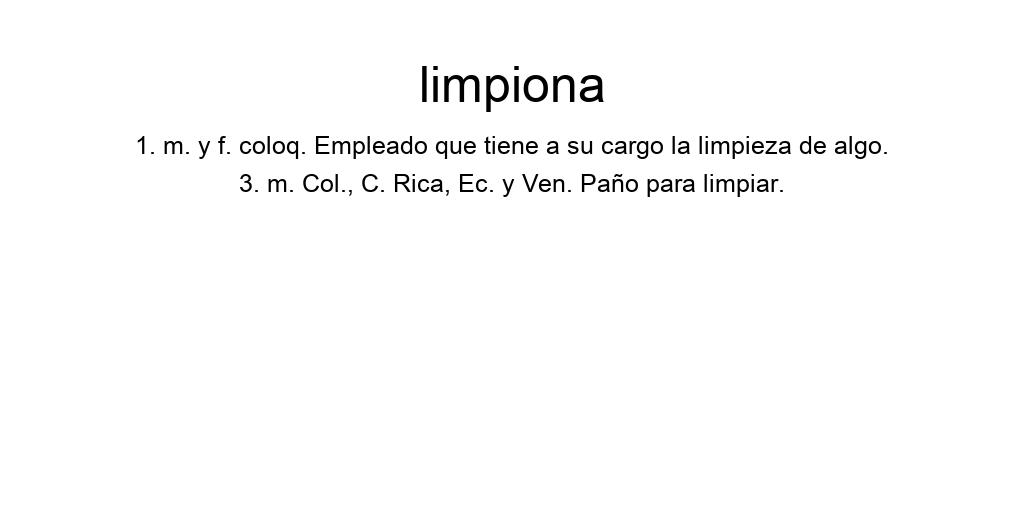 limpiona
1. m. y f. coloq. Empleado que tiene a su cargo la limpieza de algo.
3. m. Col., C. Rica, Ec. y Ven. Paño para limpiar.